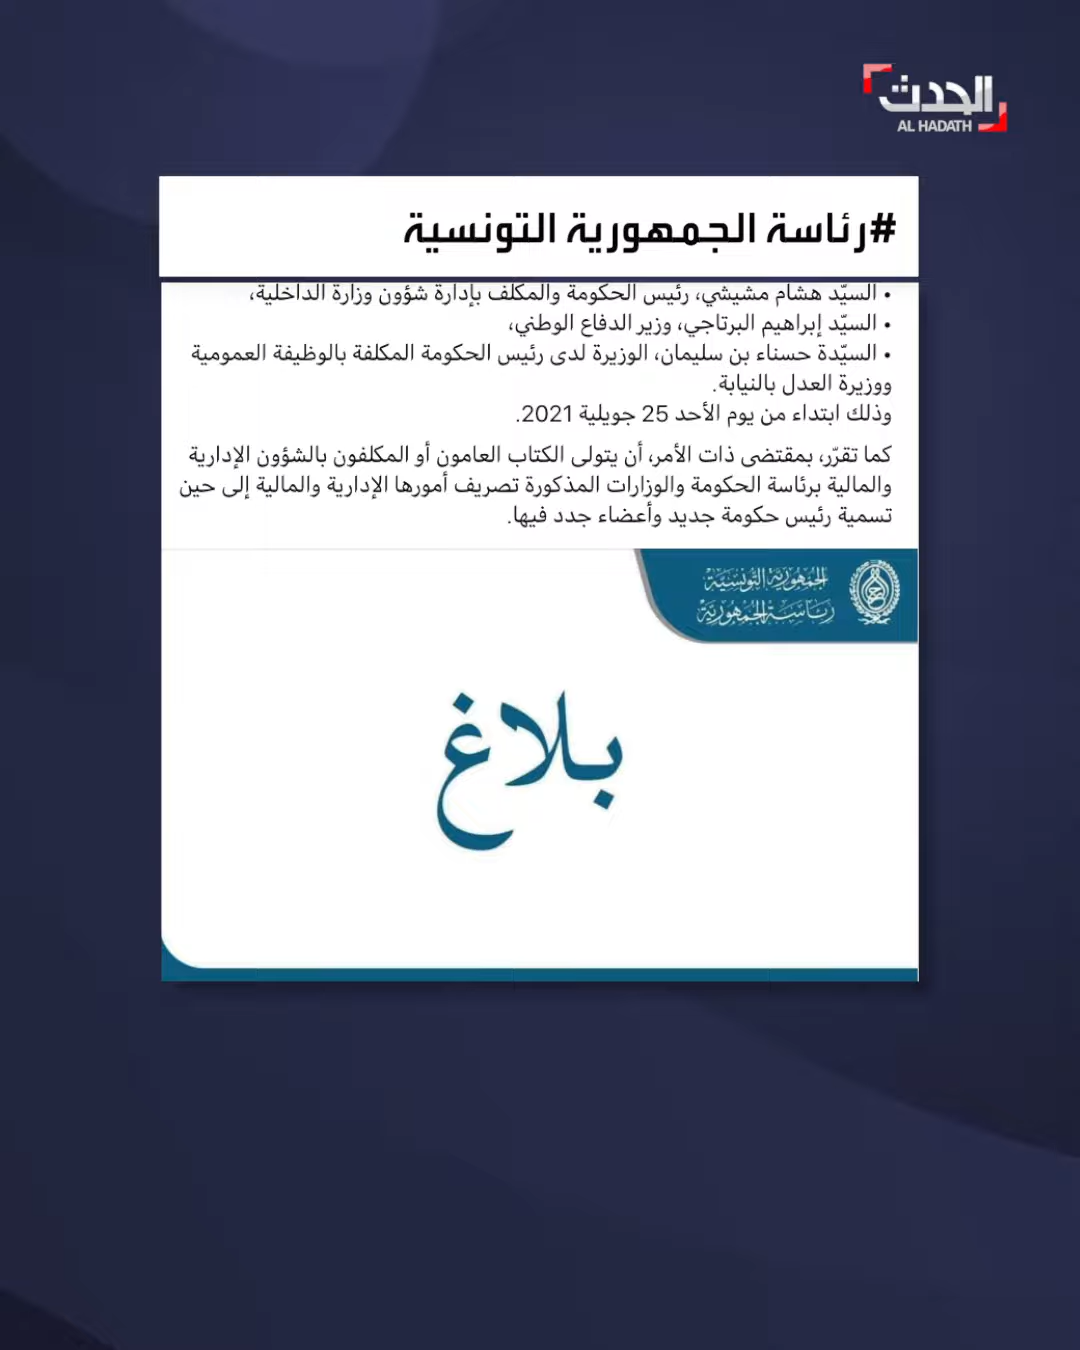 الحدث
AL HADATH
#رئاسة الجمهورية التونسية
• السيّد هشام مشيشي، رئيس الحكومة والمكلف بإدارة شؤون وزارة الداخلية،
• السيّد إبراهيم البرتاجي، وزير الدفاع الوطني،
• السيّدة حسناء بن سليمان، الوزيرة لدى رئيس الحكومة المكلفة بالوظيفة العمومية
ووزيرة العدل بالنيابة.
وذلك ابتداء من يوم الأحد 25 جويلية 2021.
كما تقرّر، بمقتضى ذات الأمر، أن يتولى الكتاب العامون أو المكلفون بالشؤون الإدارية
والمالية برئاسة الحكومة والوزارات المذكورة تصريف أمورها الإدارية والمالية إلى حين
تسمية رئيس حكومة جديد وأعضاء جدد فيها.
الجمهورية التونسية
رئاسة الجمهورية
بلاغ